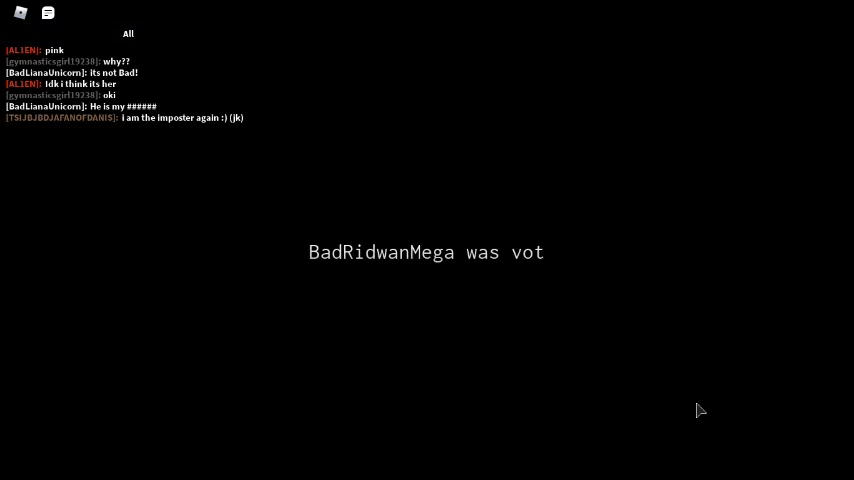 All
[AL1EN]: pink
[gymnasticsgirl19238]: why??
[BadLianaUnicorn]: its not Bad!
[AL1EN]: Idk i think its her
[gymnasticsgirl19238]: oki
[BadLianaUnicorn]: He is my ######
[TSIJBJBDJAFANOFDANIS]: i am the imposter again :) (jk)
BadRidwanMega was vot